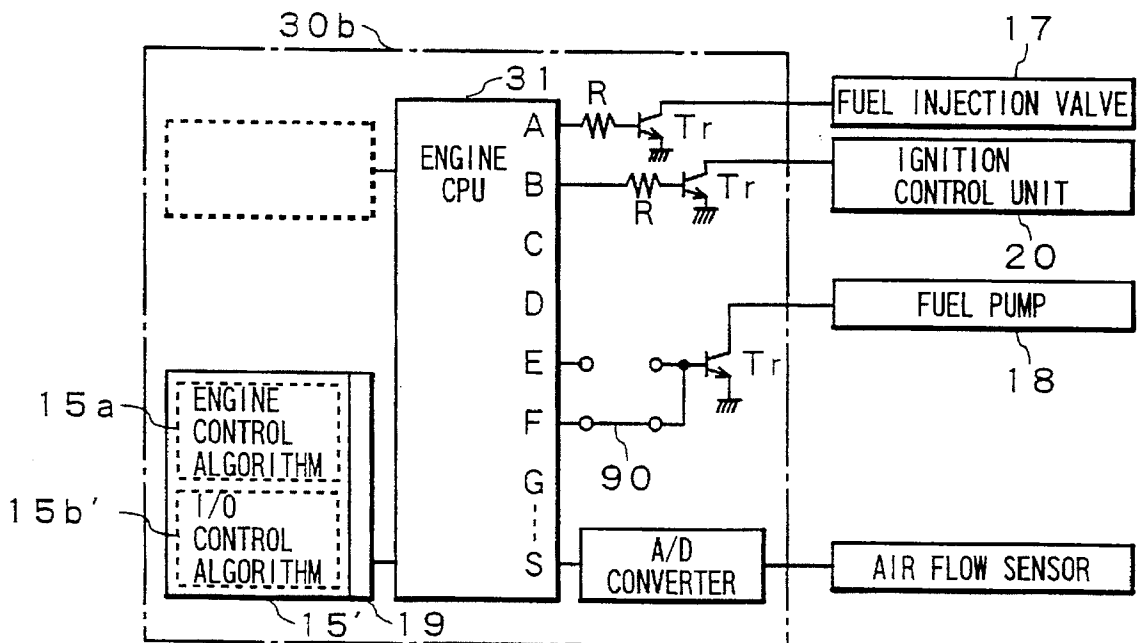 30b
31
17
R
Tr
FUEL INJECTION VALVE
A
ENGINE
CPU
B
R
Tr
IGNITION
CONTROL UNIT
20
C
D
FUEL PUMP
18
E
Tr
F
90
G
S
A/D
CONVERTER
AIR FLOW SENSOR
15a
ENGINE
CONTROL
ALGORITHM
15b'
I/O
CONTROL
ALGORITHM
15'
19